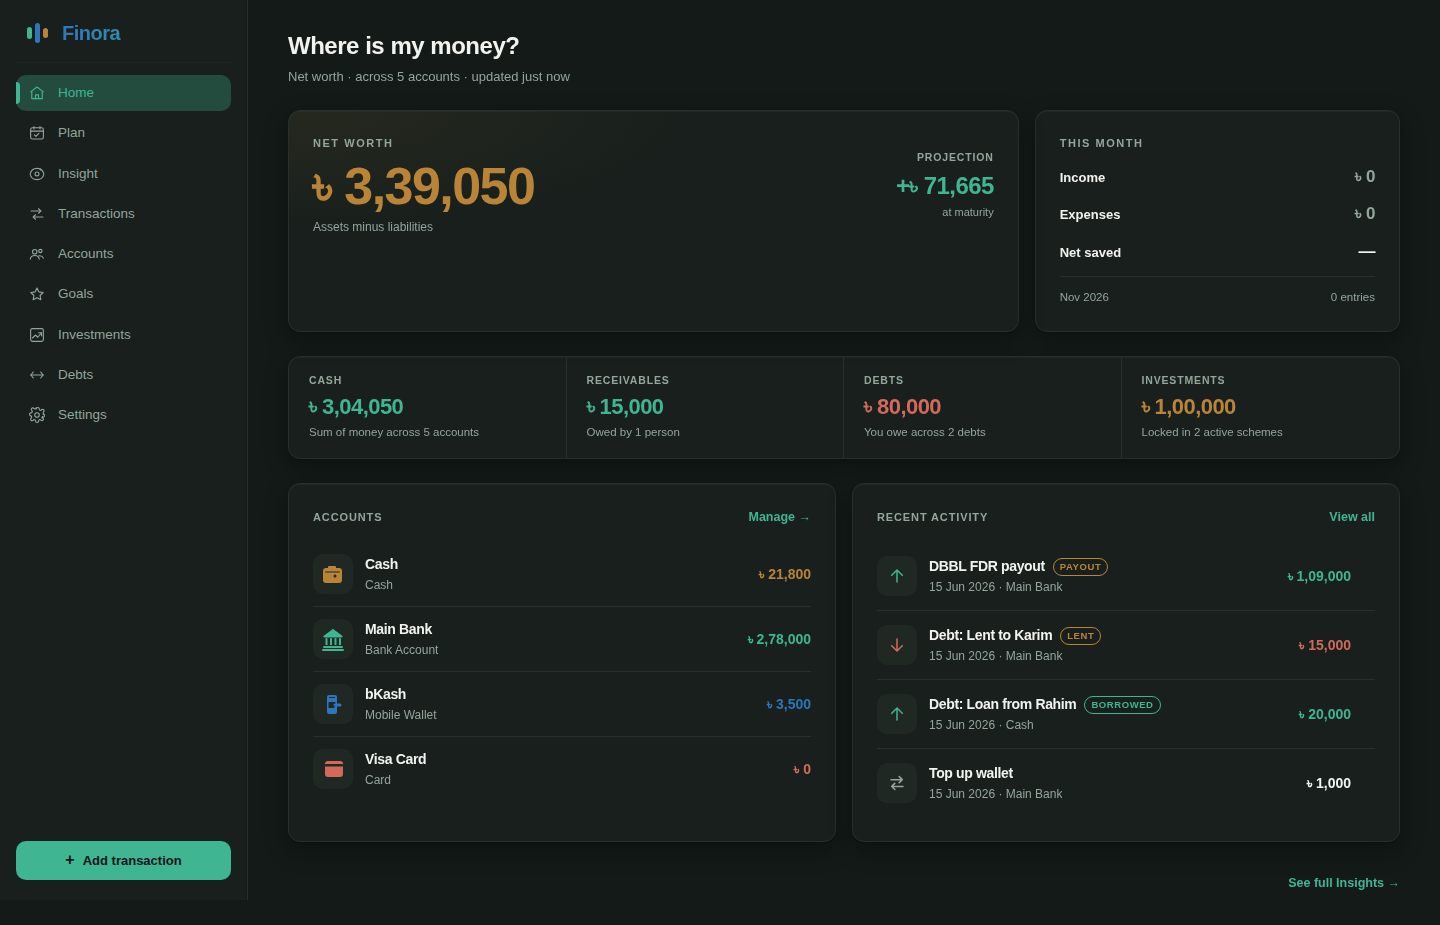 Finora
Home
Plan
Insight
Transactions
Accounts
Goals
Investments
Debts
Settings
+ Add transaction
Where is my money?
Net worth · across 5 accounts · updated just now
NET WORTH
৳ 3,39,050
Assets minus liabilities
PROJECTION
+৳ 71,665
at maturity
THIS MONTH
Income ৳ 0
Expenses ৳ 0
Net saved —
Nov 2026 0 entries
CASH
৳ 3,04,050
Sum of money across 5 accounts
RECEIVABLES
৳ 15,000
Owed by 1 person
DEBTS
৳ 80,000
You owe across 2 debts
INVESTMENTS
৳ 1,00,000
Locked in 2 active schemes
ACCOUNTS Manage →
Cash
Cash
৳ 21,800
Main Bank
Bank Account
৳ 2,78,000
bKash
Mobile Wallet
৳ 3,500
Visa Card
Card
৳ 0
RECENT ACTIVITY View all
DBBL FDR payout PAYOUT
15 Jun 2026 · Main Bank
৳ 1,09,000
Debt: Lent to Karim LENT
15 Jun 2026 · Main Bank
৳ 15,000
Debt: Loan from Rahim BORROWED
15 Jun 2026 · Cash
৳ 20,000
Top up wallet
15 Jun 2026 · Main Bank
৳ 1,000
See full Insights →